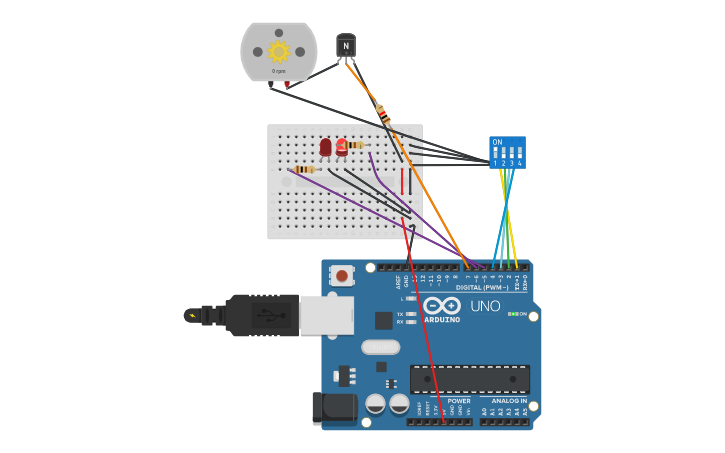 N
0 rpm
ON
1 2 3 4
AREF
GND
13
12
~11
~10
~9
8
7
~6
~5
4
~3
2
TX→1
RX←0
DIGITAL (PWM~)
L
TX
RX
ARDUINO
UNO
ON
IOREF
RESET
3.3V
5V
GND
GND
Vin
POWER
ANALOG IN
A0
A1
A2
A3
A4
A5